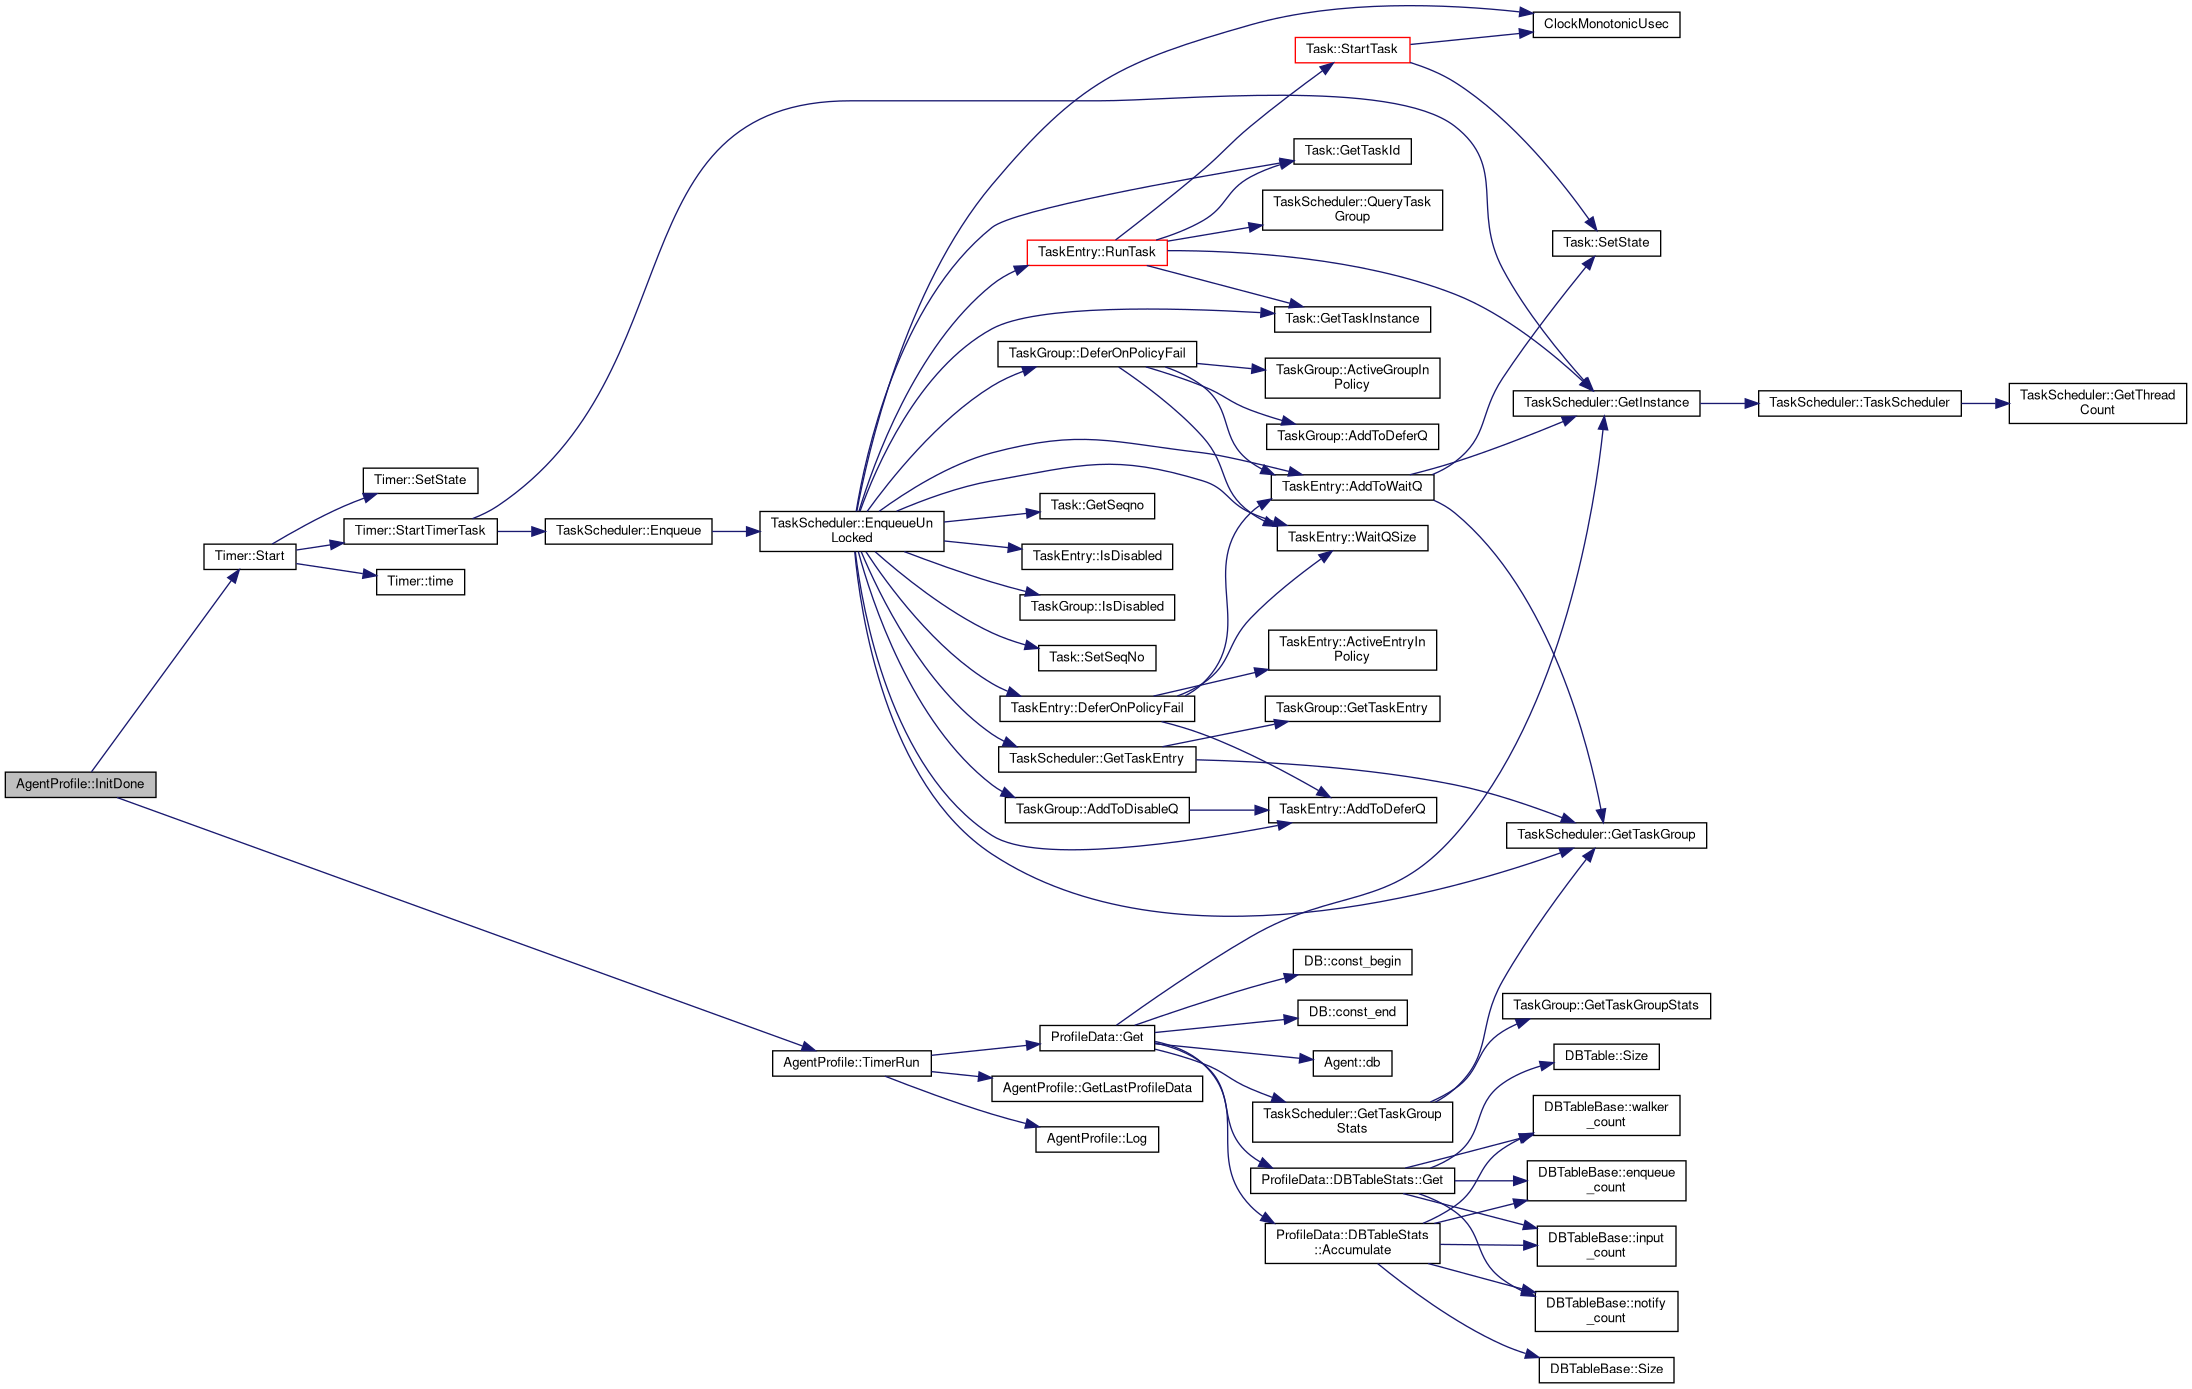 ClockMonotonicUsec
Task::StartTask
Task::GetTaskId
TaskScheduler::QueryTask
Group
Task::SetState
TaskEntry::RunTask
Task::GetTaskInstance
TaskGroup::DeferOnPolicyFail
TaskGroup::ActiveGroupIn
Policy
TaskScheduler::GetInstance
TaskScheduler::TaskScheduler
TaskScheduler::GetThread
Count
TaskGroup::AddToDeferQ
Timer::SetState
TaskEntry::AddToWaitQ
Task::GetSeqno
Timer::StartTimerTask
TaskScheduler::Enqueue
TaskScheduler::EnqueueUn
Locked
TaskEntry::WaitQSize
Timer::Start
TaskEntry::IsDisabled
Timer::time
TaskGroup::IsDisabled
Task::SetSeqNo
TaskEntry::ActiveEntryIn
Policy
TaskEntry::DeferOnPolicyFail
TaskGroup::GetTaskEntry
TaskScheduler::GetTaskEntry
AgentProfile::InitDone
TaskGroup::AddToDisableQ
TaskEntry::AddToDeferQ
TaskScheduler::GetTaskGroup
DB::const_begin
TaskGroup::GetTaskGroupStats
DB::const_end
ProfileData::Get
AgentProfile::TimerRun
Agent::db
DBTable::Size
AgentProfile::GetLastProfileData
TaskScheduler::GetTaskGroup
Stats
DBTableBase::walker
_count
AgentProfile::Log
ProfileData::DBTableStats::Get
DBTableBase::enqueue
_count
ProfileData::DBTableStats
::Accumulate
DBTableBase::input
_count
DBTableBase::notify
_count
DBTableBase::Size